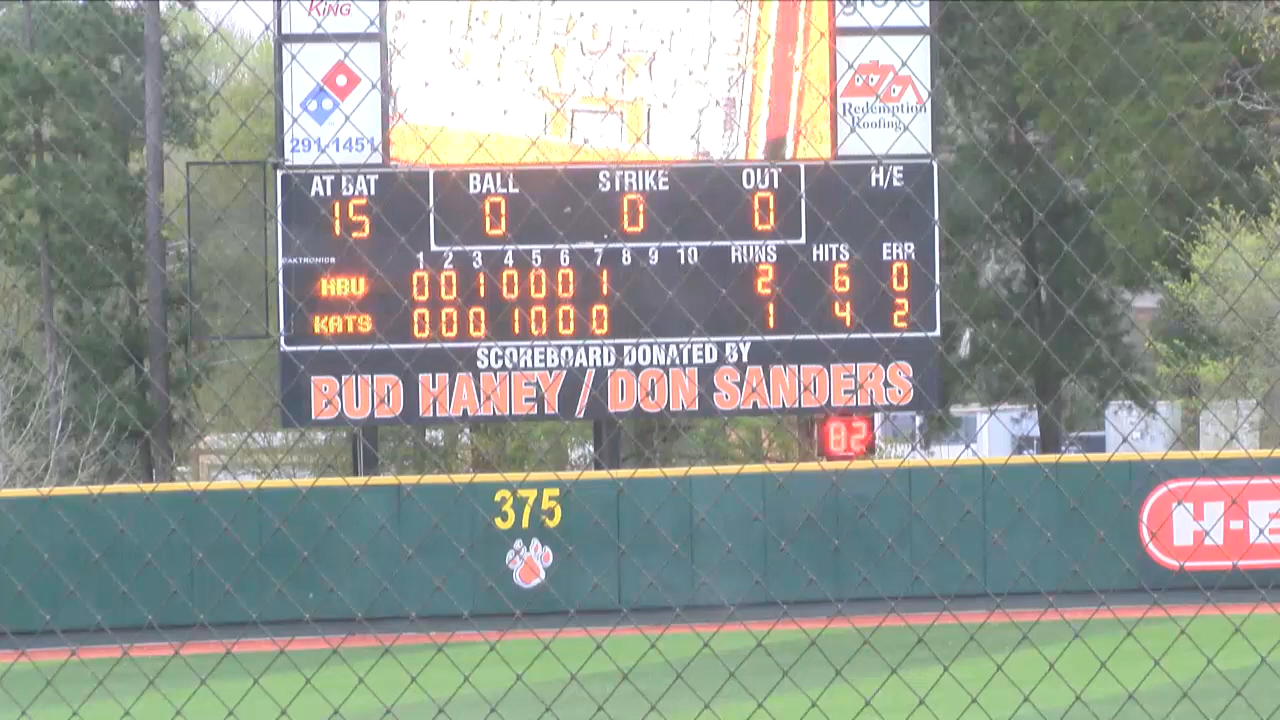 KING
291-1451
Redemption
Roofing
AT BAT BALL STRIKE OUT H/E
15 0 0 0
DAKTRONICS 1 2 3 4 5 6 7 8 9 10 RUNS HITS ERR
HBU 0 0 1 0 0 0 1 2 6 0
KATS 0 0 0 1 0 0 0 1 4 2
SCOREBOARD DONATED BY
BUD HANEY / DON SANDERS
82
375
H-E